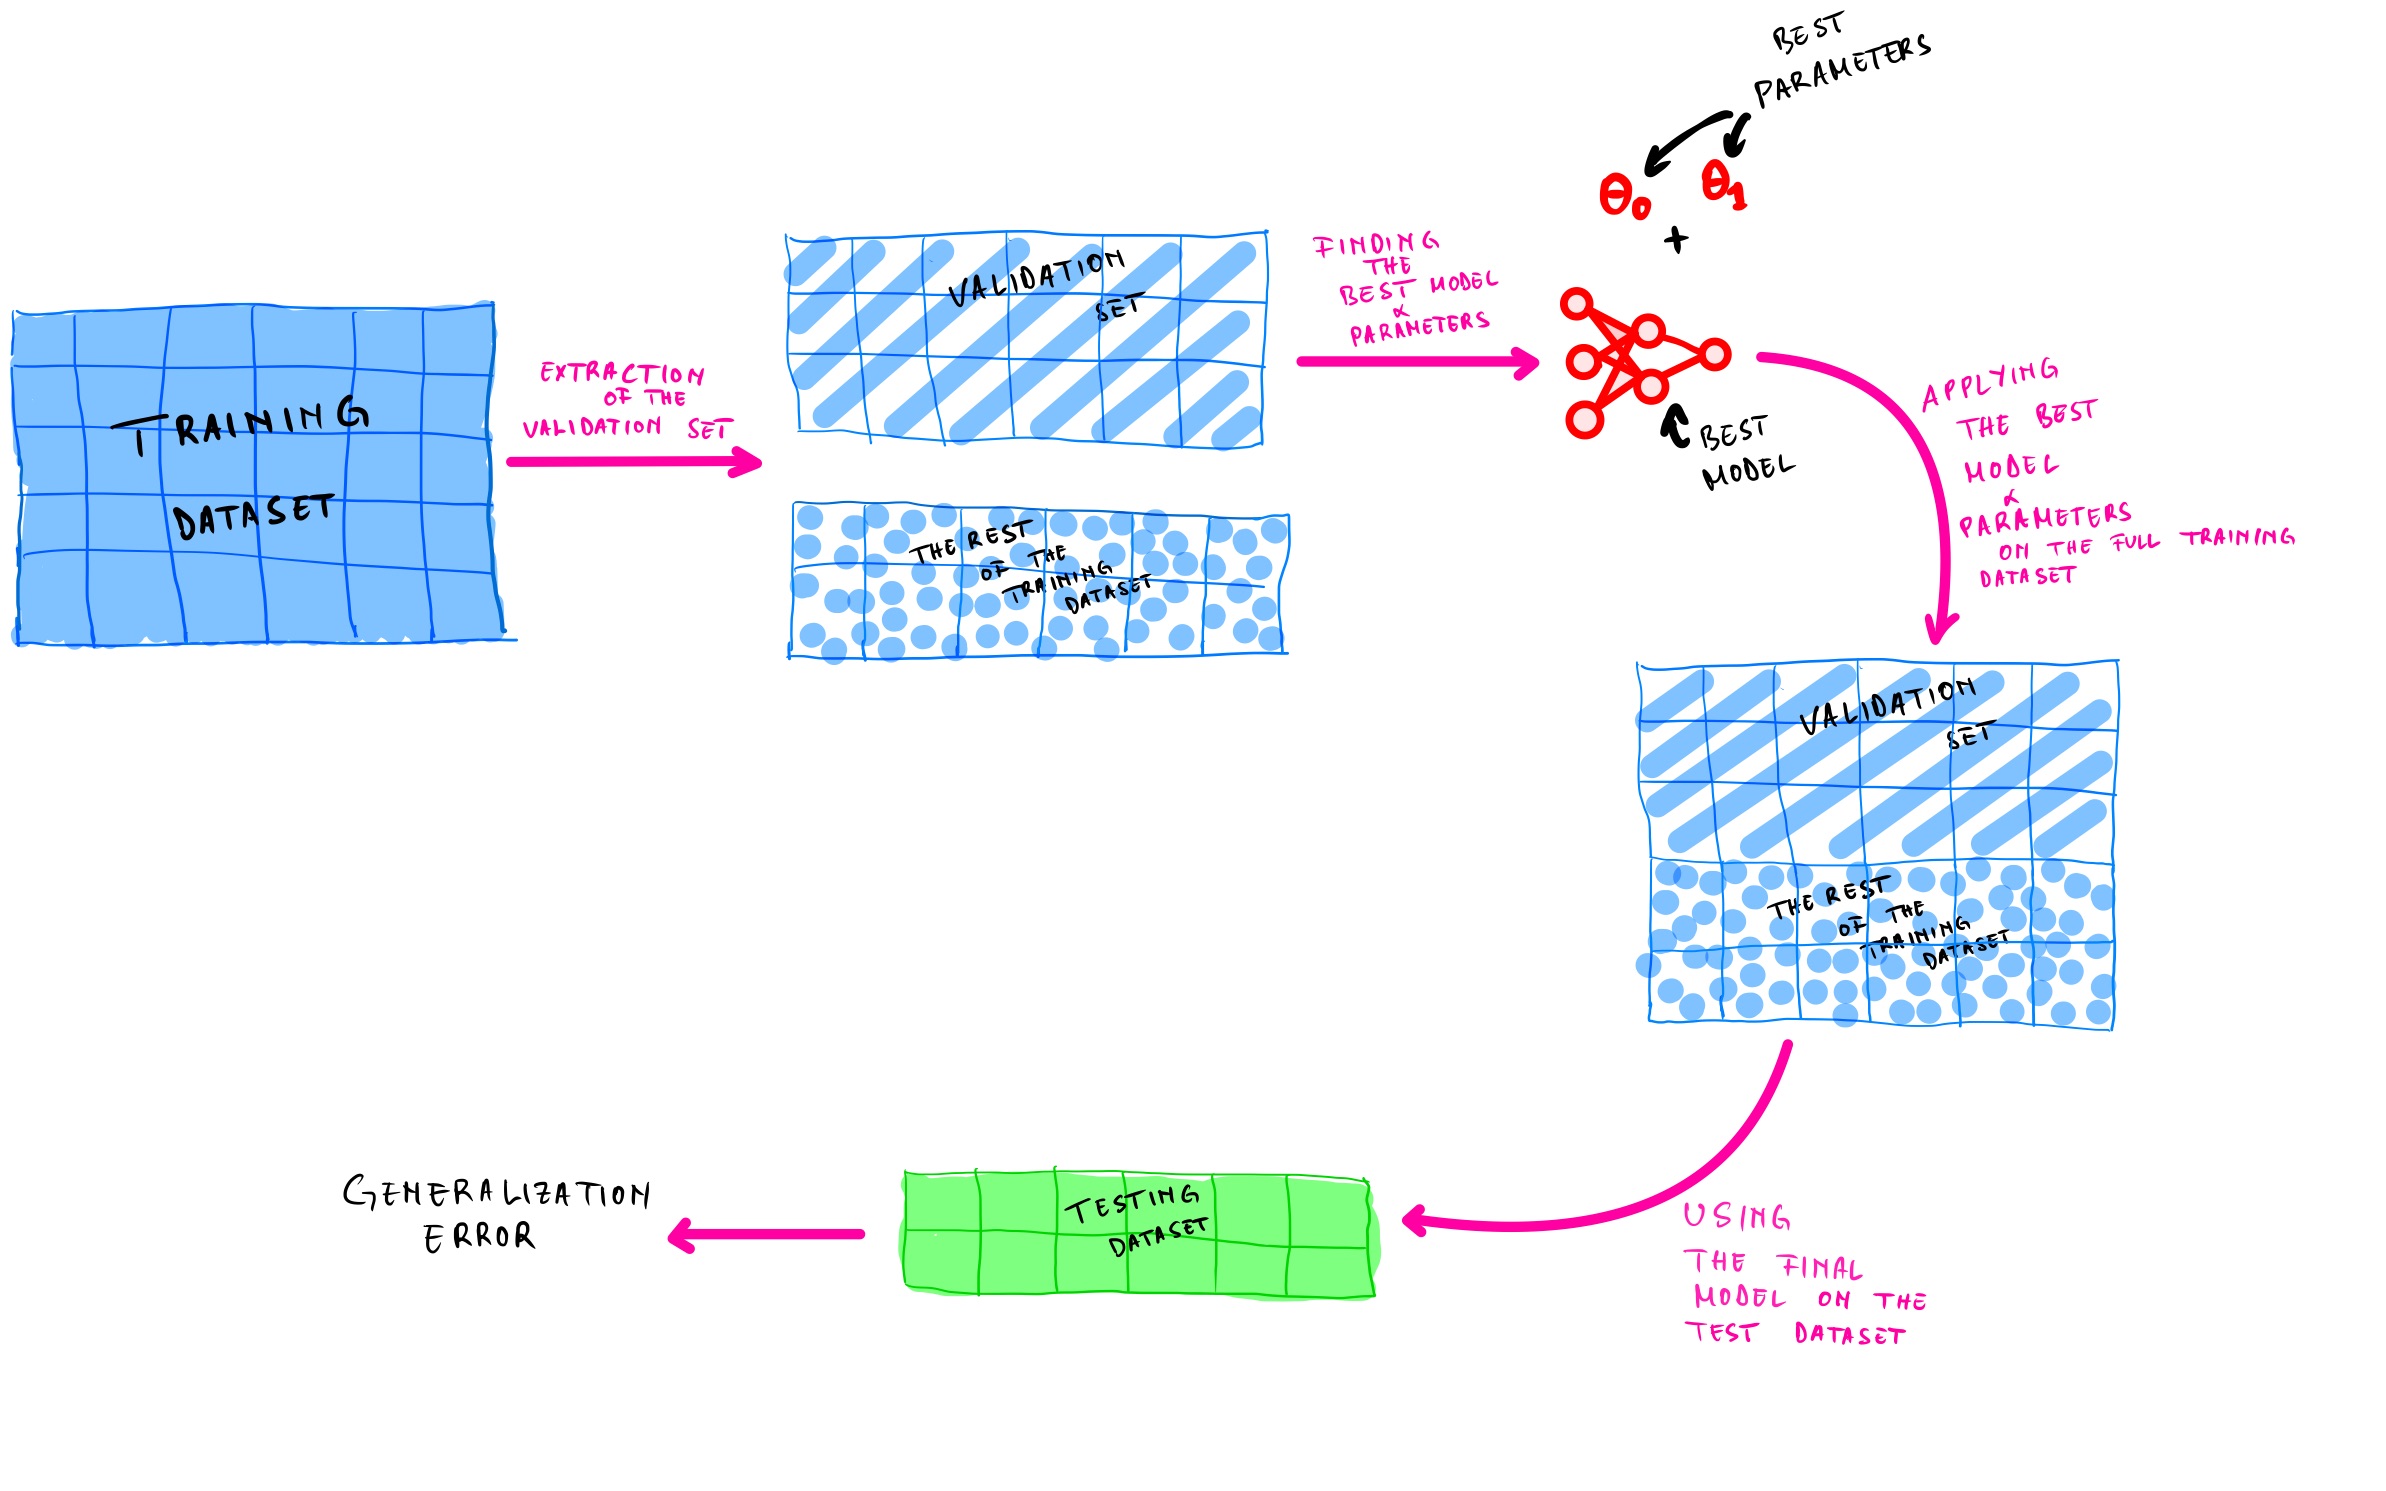 BEST
PARAMETERS
θ0 θ1
+
TRAINING
DATASET
EXTRACTION
OF THE
VALIDATION SET
VALIDATION
SET
THE REST
OF THE
TRAINING
DATASET
FINDING
THE
BEST MODEL
&
PARAMETERS
BEST
MODEL
APPLYING
THE BEST
MODEL
&
PARAMETERS
ON THE FULL TRAINING
DATASET
VALIDATION
SET
THE REST
OF THE
TRAINING
DATASET
USING
THE FINAL
MODEL ON THE
TEST DATASET
TESTING
DATASET
GENERALIZATION
ERROR